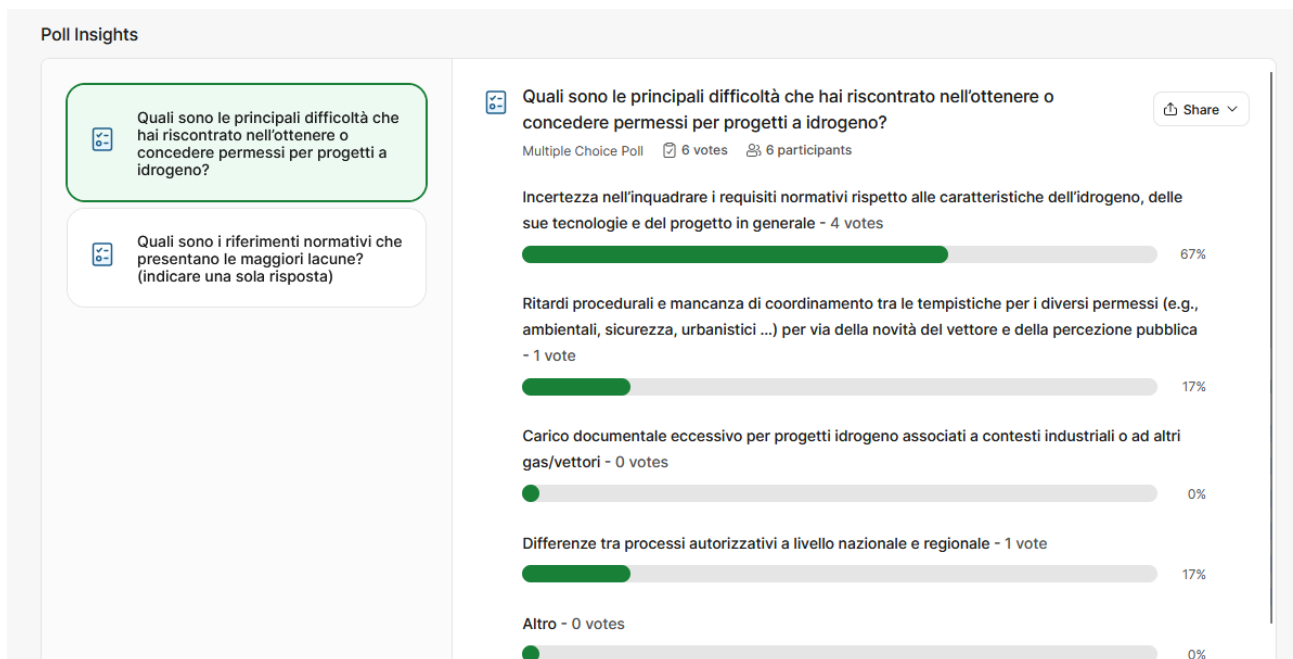 Poll Insights
Quali sono le principali difficoltà che
hai riscontrato nell'ottenere o
concedere permessi per progetti a
idrogeno?
Quali sono i riferimenti normativi che
presentano le maggiori lacune?
(indicare una sola risposta)
Quali sono le principali difficoltà che hai riscontrato nell'ottenere o
concedere permessi per progetti a idrogeno?
Share
Multiple Choice Poll 6 votes 6 participants
Incertezza nell'inquadrare i requisiti normativi rispetto alle caratteristiche dell'idrogeno, delle
sue tecnologie e del progetto in generale - 4 votes
67%
Ritardi procedurali e mancanza di coordinamento tra le tempistiche per i diversi permessi (e.g.,
ambientali, sicurezza, urbanistici ...) per via della novità del vettore e della percezione pubblica
- 1 vote
17%
Carico documentale eccessivo per progetti idrogeno associati a contesti industriali o ad altri
gas/vettori - 0 votes
0%
Differenze tra processi autorizzativi a livello nazionale e regionale - 1 vote
17%
Altro - 0 votes
0%